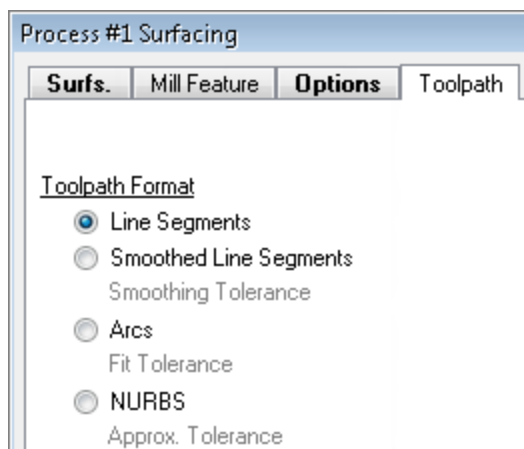 Process #1 Surfacing
Surfs. Mill Feature Options Toolpath
Toolpath Format
Line Segments
Smoothed Line Segments
Smoothing Tolerance
Arcs
Fit Tolerance
NURBS
Approx. Tolerance